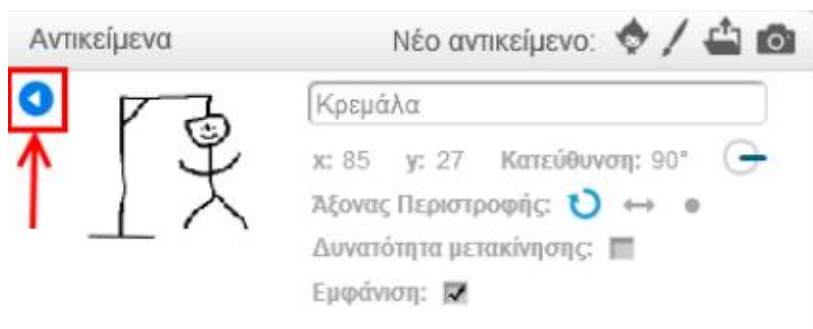 Αντικείμενα Νέο αντικείμενο:
Κρεμάλα
x: 85 y: 27 Κατεύθυνση: 90°
Άξονας Περιστροφής:
Δυνατότητα μετακίνησης:
Εμφάνιση: